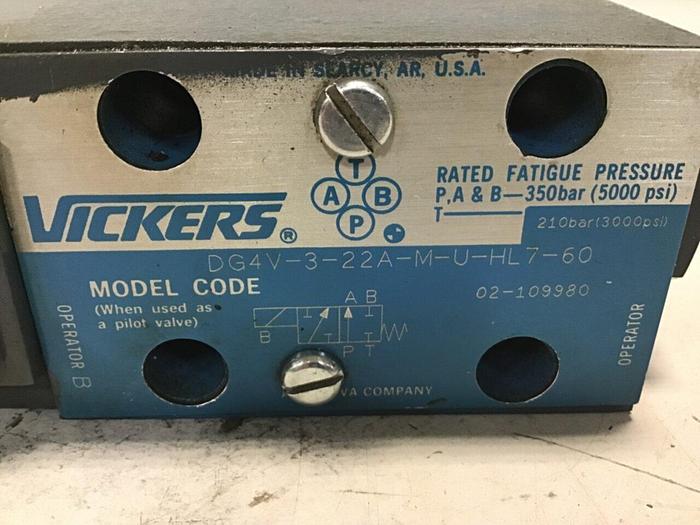 IN SEARCY, AR, U.S.A.
T
A B
P
VICKERS®
RATED FATIGUE PRESSURE
P,A & B—350bar (5000 psi)
T— 210bar(3000psi)
DG4V-3-22A-M-U-HL7-60
MODEL CODE
(When used as
a pilot valve)
02-109980
A B
B
P T
OPERATOR B
OPERATOR
COMPANY